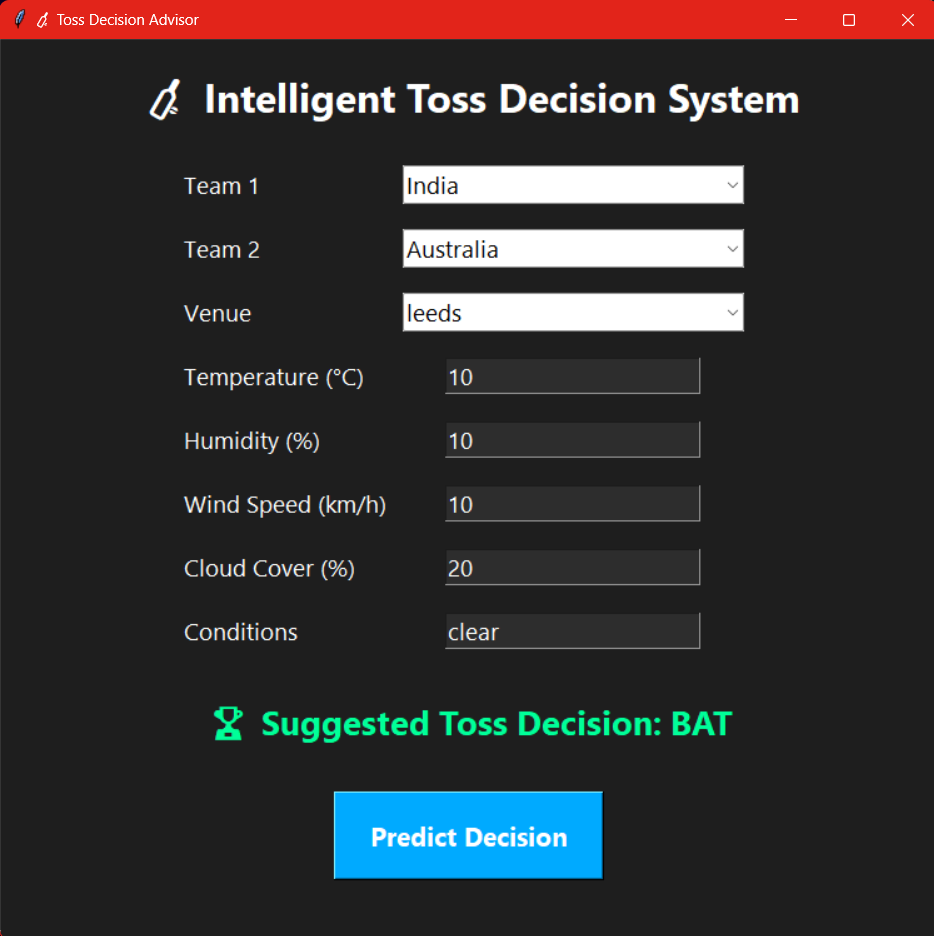 Toss Decision Advisor
Intelligent Toss Decision System
Team 1 India
Team 2 Australia
Venue leeds
Temperature (°C) 10
Humidity (%) 10
Wind Speed (km/h) 10
Cloud Cover (%) 20
Conditions clear
Suggested Toss Decision: BAT
Predict Decision